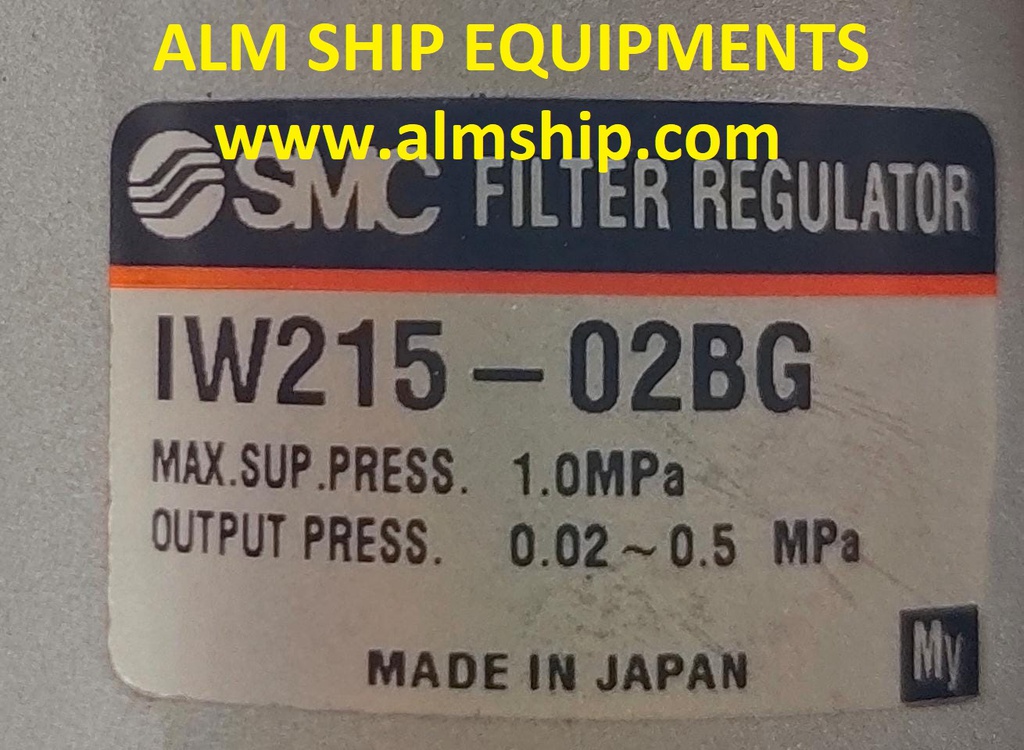 ALM SHIP EQUIPMENTS
www.almship.com
SMC FILTER REGULATOR
IW215-02BG
MAX.SUP.PRESS. 1.0MPa
OUTPUT PRESS. 0.02~0.5 MPa
MADE IN JAPAN
My